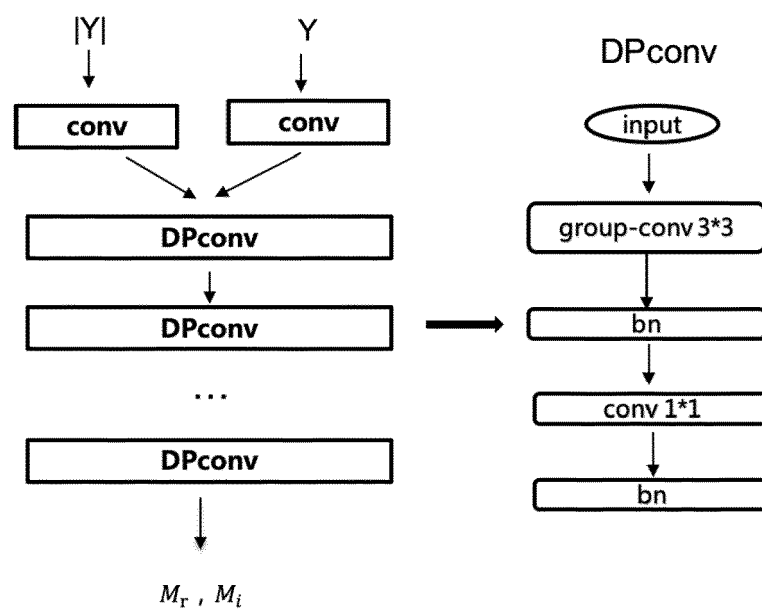 |Y|
Y
conv
conv
DPconv
DPconv
...
DPconv
M_r , M_i
DPconv
input
group-conv 3*3
bn
conv 1*1
bn